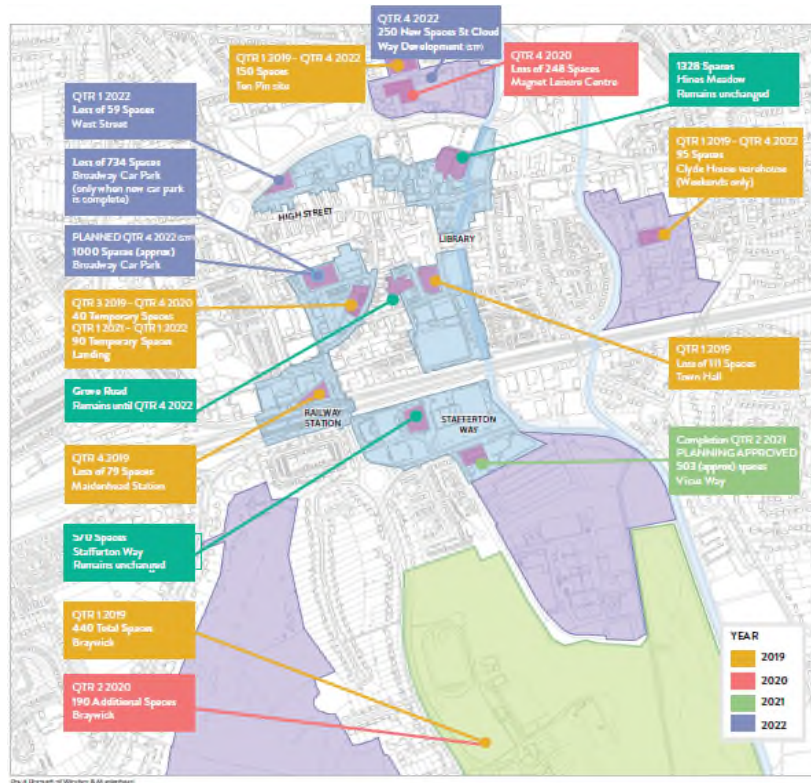 QTR 4 2022
250 New Spaces St Cloud
Way Development (STP)
QTR 1 2019 – QTR 4 2022
150 Spaces
Ten Pin site
QTR 4 2020
Loss of 248 Spaces
Magnet Leisure Centre
1328 Spaces
Hines Meadow
Remains unchanged
QTR 1 2022
Loss of 59 Spaces
West Street
QTR 1 2019 – QTR 4 2022
95 Spaces
Clyde House warehouse
(Weekends only)
Loss of 734 Spaces
Broadway Car Park
(only when new car park
is complete)
HIGH STREET
LIBRARY
PLANNED QTR 4 2022 (STP)
1000 Spaces (approx)
Broadway Car Park
QTR 3 2019 – QTR 4 2020
40 Temporary Spaces
QTR 1 2021 – QTR 1 2022
90 Temporary Spaces
Landing
QTR 1 2019
Loss of 111 Spaces
Town Hall
Grove Road
Remains until QTR 4 2022
RAILWAY
STATION
STAFFERTON
WAY
QTR 4 2019
Loss of 79 Spaces
Maidenhead Station
Completion QTR 2 2021
PLANNING APPROVED
503 (approx) spaces
Vicus Way
570 Spaces
Stafferton Way
Remains unchanged
QTR 1 2019
440 Total Spaces
Braywick
QTR 2 2020
190 Additional Spaces
Braywick
YEAR
2019
2020
2021
2022
Royal Borough of Windsor & Maidenhead